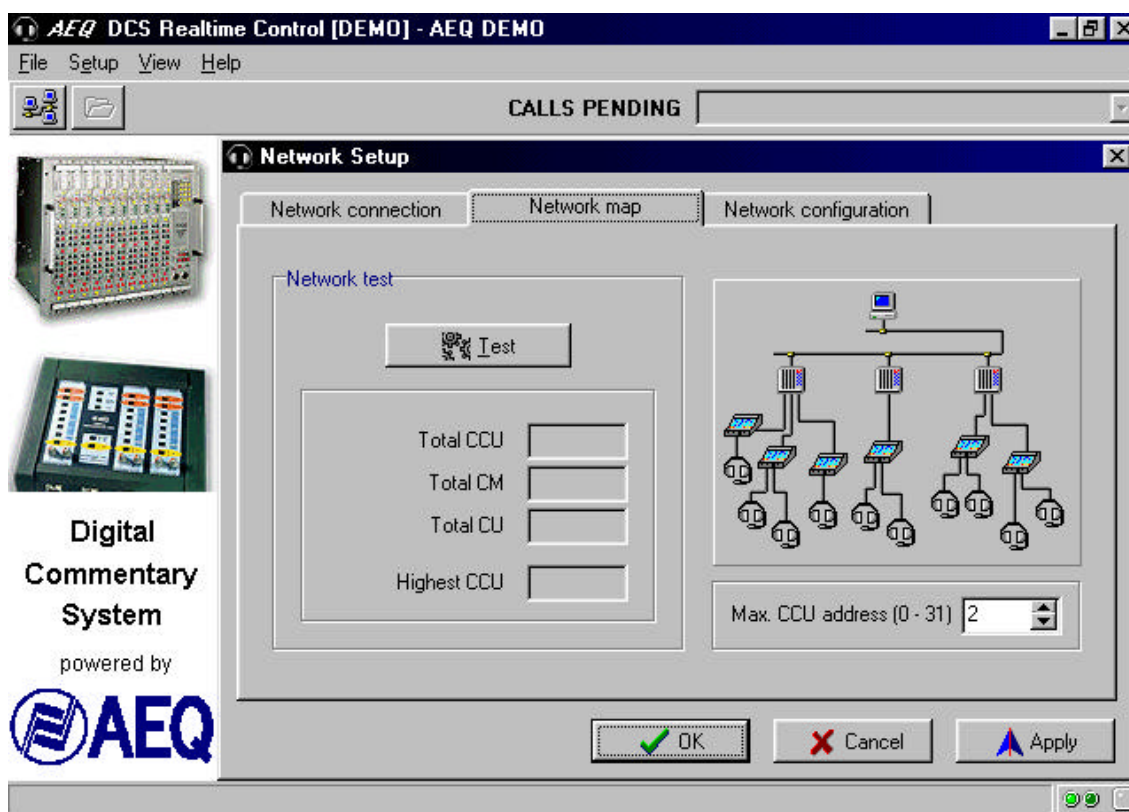 AEQ DCS Realtime Control [DEMO] - AEQ DEMO
File Setup View Help
CALLS PENDING
Network Setup
Network connection Network map Network configuration
Network test
Test
Total CCU
Total CM
Total CU
Highest CCU
Max. CCU address (0 - 31) 2
Digital
Commentary
System
powered by
AEQ
OK Cancel Apply